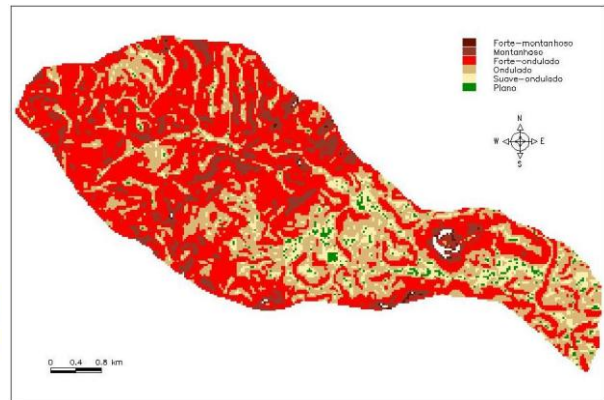 Forte-montanhoso
Montanhoso
Forte-ondulado
Ondulado
Suave-ondulado
Plano
N
W E
S
0 0.4 0.8 km